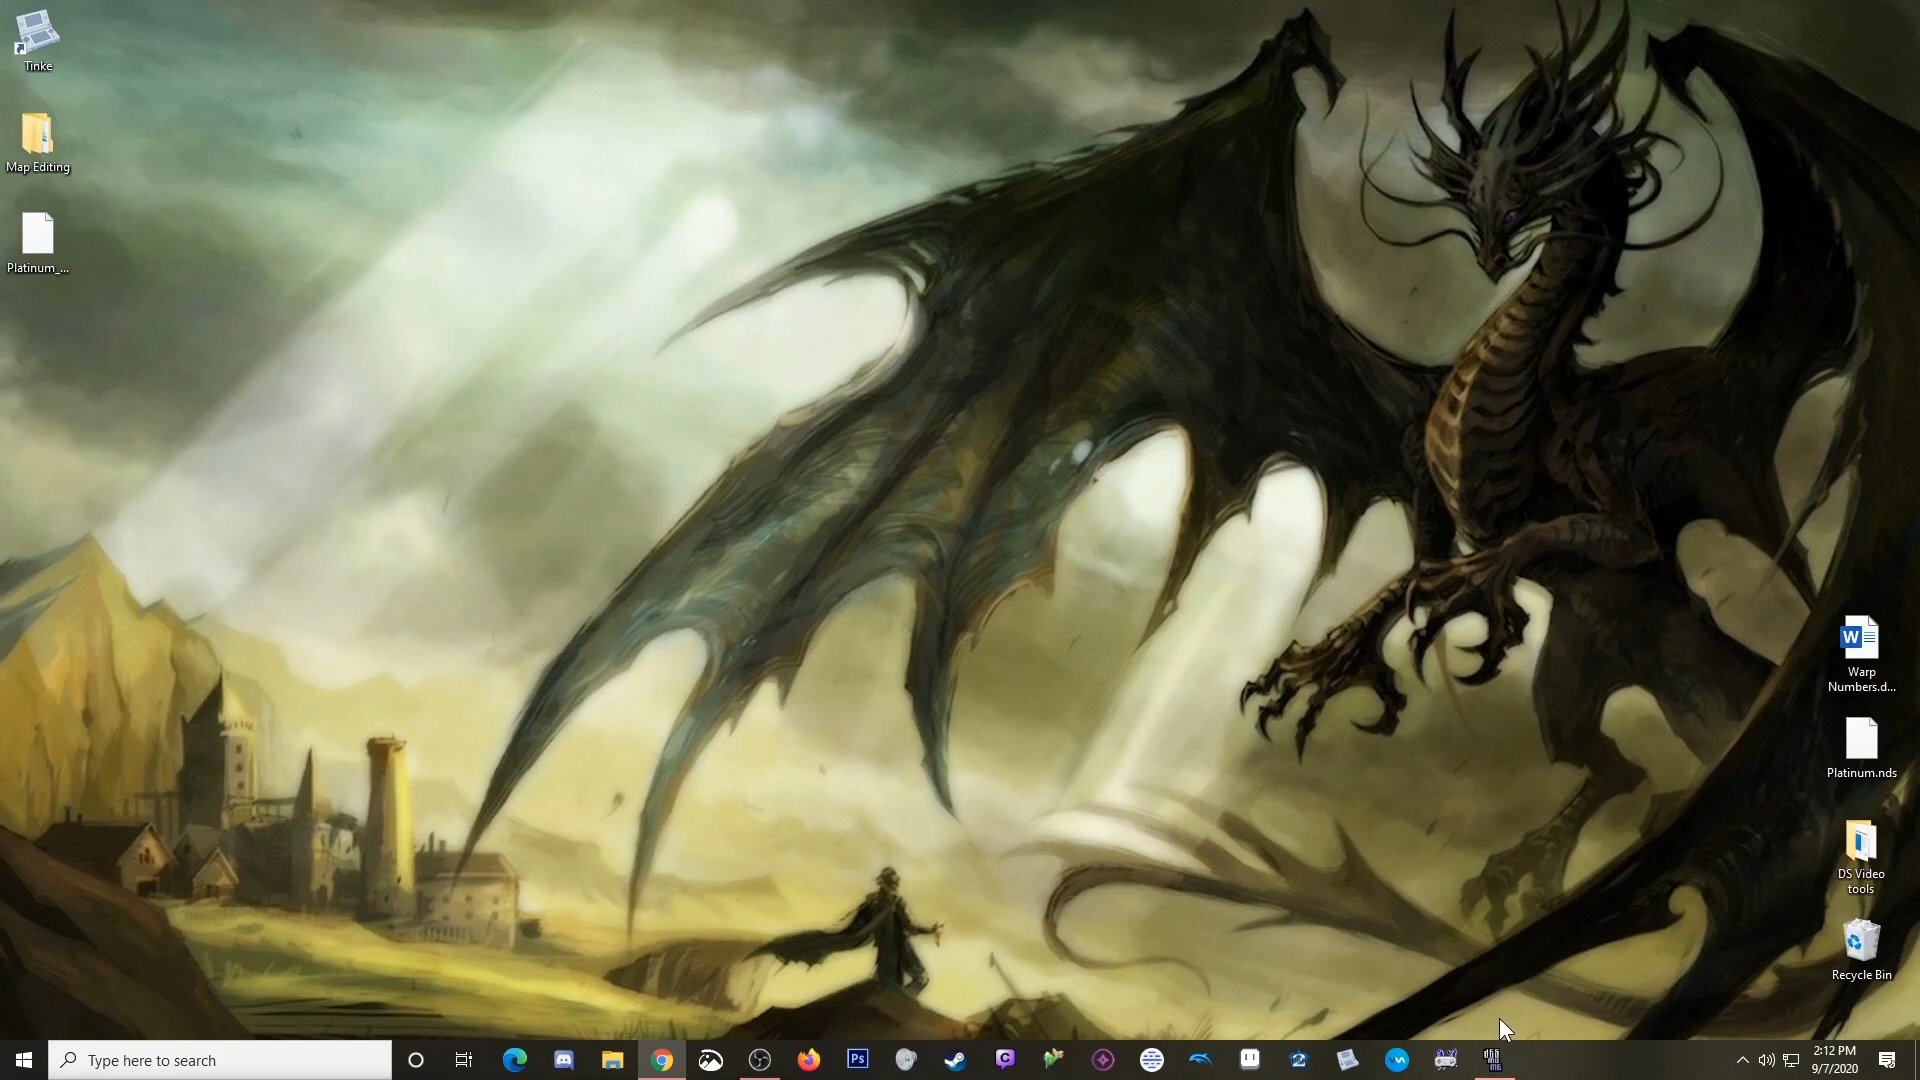 Tinke
Map Editing
Platinum_...
Warp
Numbers.d...
Platinum.nds
DS Video
tools
Recycle Bin
Type here to search
Ps
2:12 PM
9/7/2020